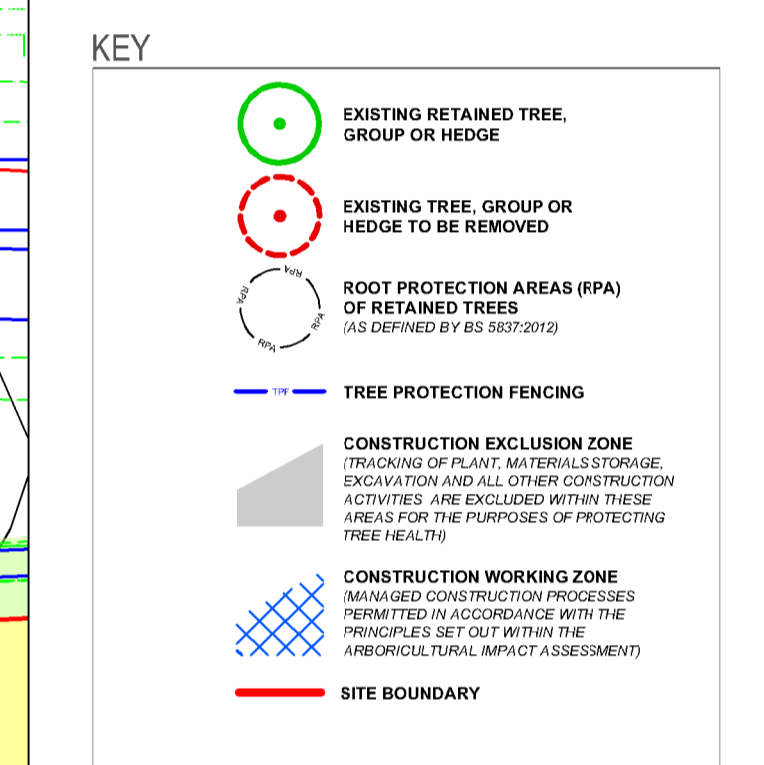 KEY
EXISTING RETAINED TREE,
GROUP OR HEDGE
EXISTING TREE, GROUP OR
HEDGE TO BE REMOVED
RPA
RPA
RPA
RPA
ROOT PROTECTION AREAS (RPA)
OF RETAINED TREES
(AS DEFINED BY BS 5837:2012)
TPF
TREE PROTECTION FENCING
CONSTRUCTION EXCLUSION ZONE
(TRACKING OF PLANT, MATERIALS STORAGE,
EXCAVATION AND ALL OTHER CONSTRUCTION
ACTIVITIES ARE EXCLUDED WITHIN THESE
AREAS FOR THE PURPOSES OF PROTECTING
TREE HEALTH)
CONSTRUCTION WORKING ZONE
(MANAGED CONSTRUCTION PROCESSES
PERMITTED IN ACCORDANCE WITH THE
PRINCIPLES SET OUT WITHIN THE
ARBORICULTURAL IMPACT ASSESSMENT)
SITE BOUNDARY